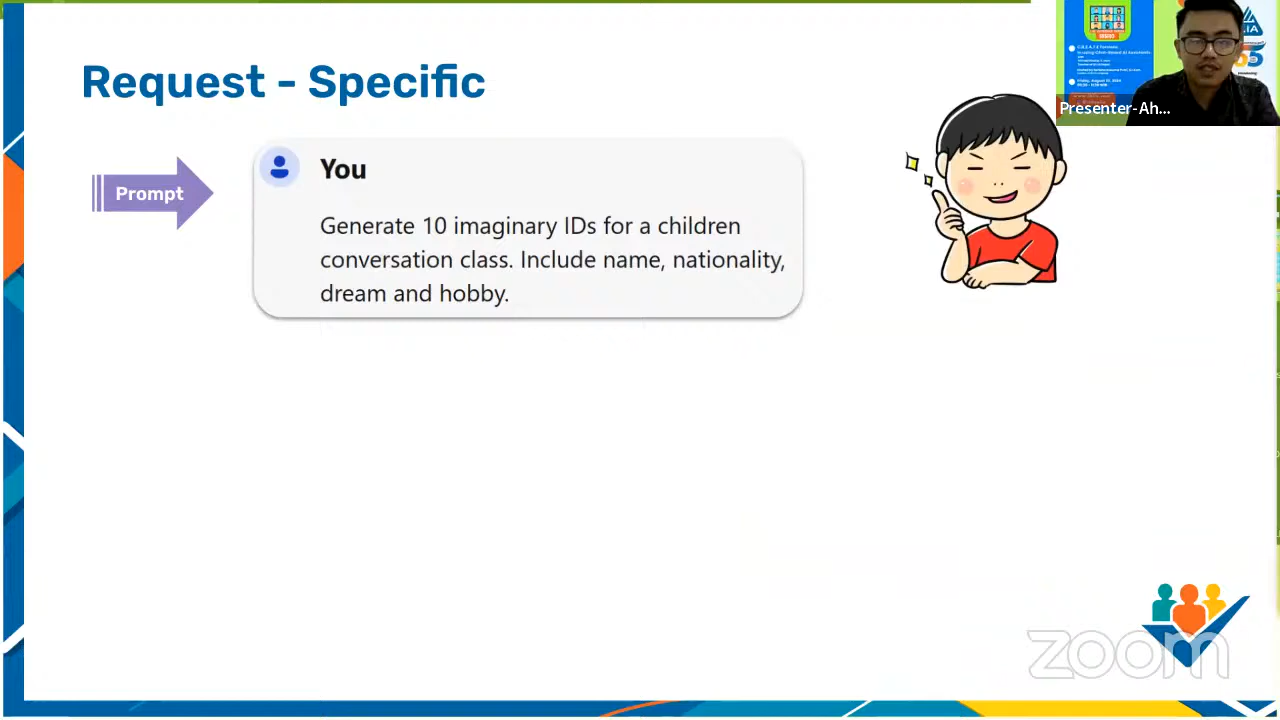 Request - Specific
Presenter-Ah...
Prompt
You
Generate 10 imaginary IDs for a children
conversation class. Include name, nationality,
dream and hobby.
zoom